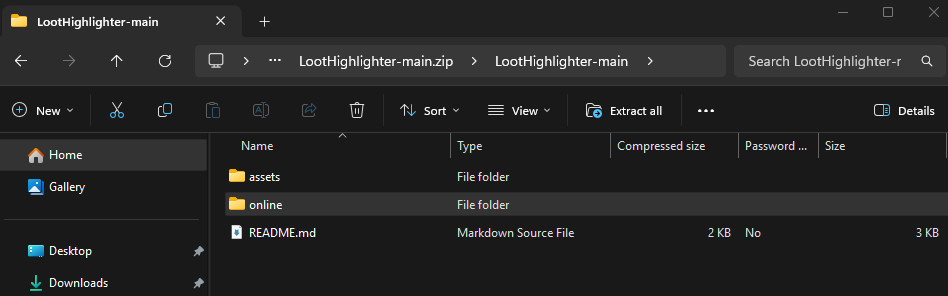 LootHighlighter-main
LootHighlighter-main.zip LootHighlighter-main Search LootHighlighter-r
New Sort View Extract all Details
Home
Gallery
Desktop
Downloads
Name Type Compressed size Password ... Size
assets File folder
online File folder
README.md Markdown Source File 2 KB No 3 KB